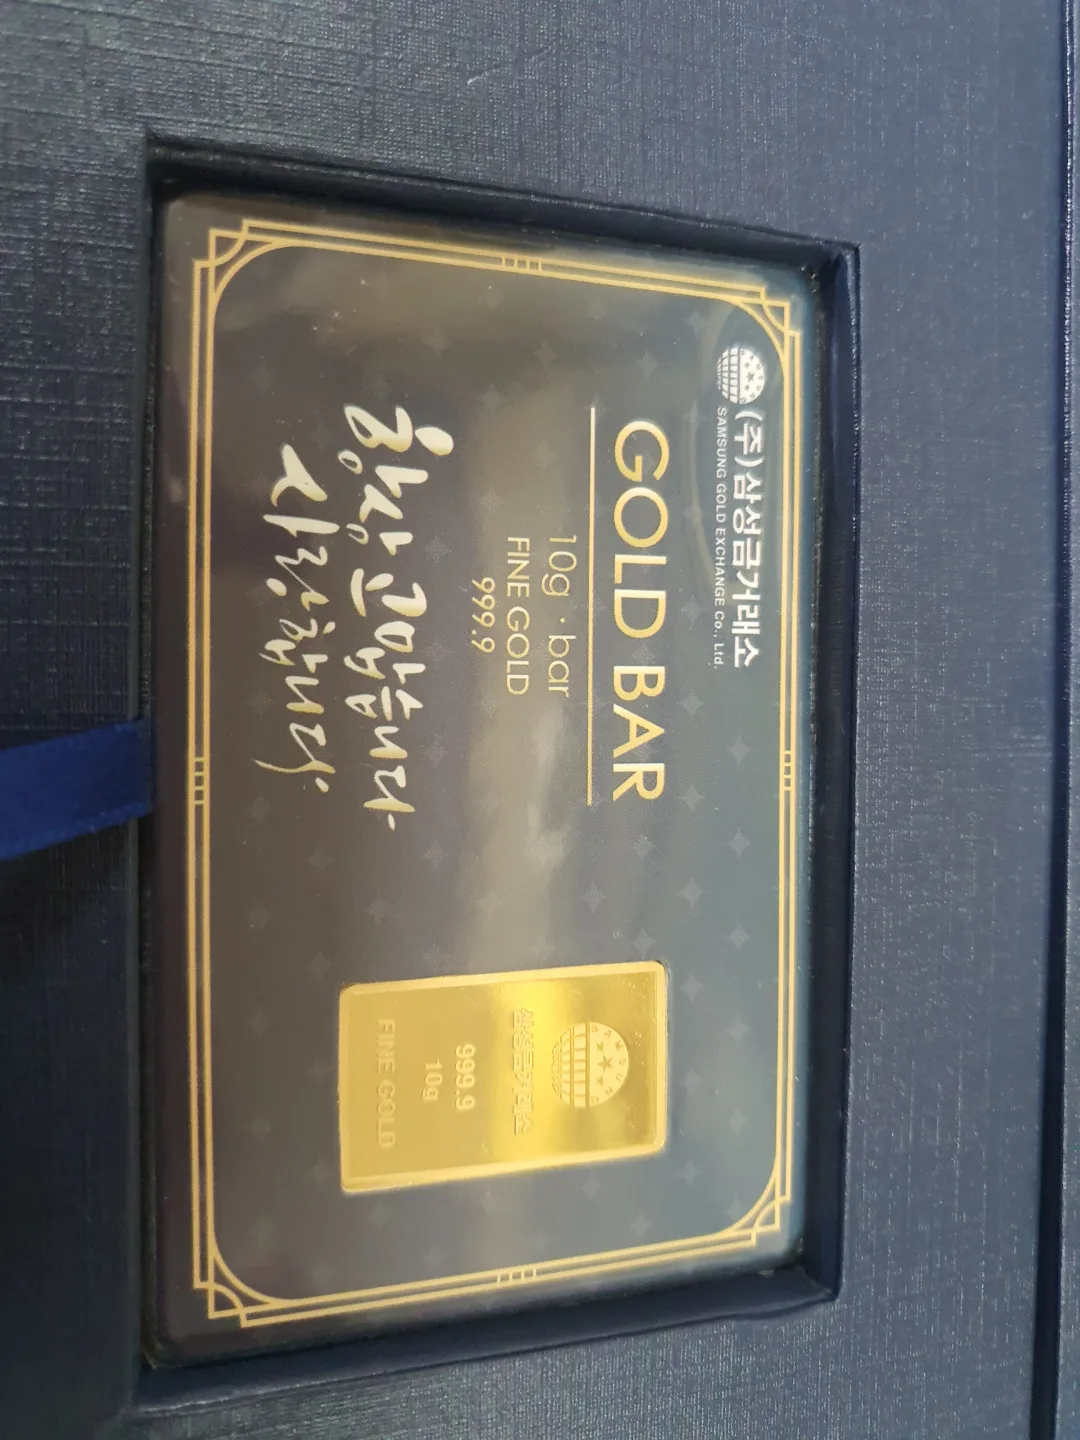 (주)삼성금거래소
SAMSUNG GOLD EXCHANGE Co., Ltd.
GOLD BAR
10g · bar
FINE GOLD
999.9
항상 고맙습니다
사랑합니다
삼성금거래소
999.9
10g
FINE GOLD